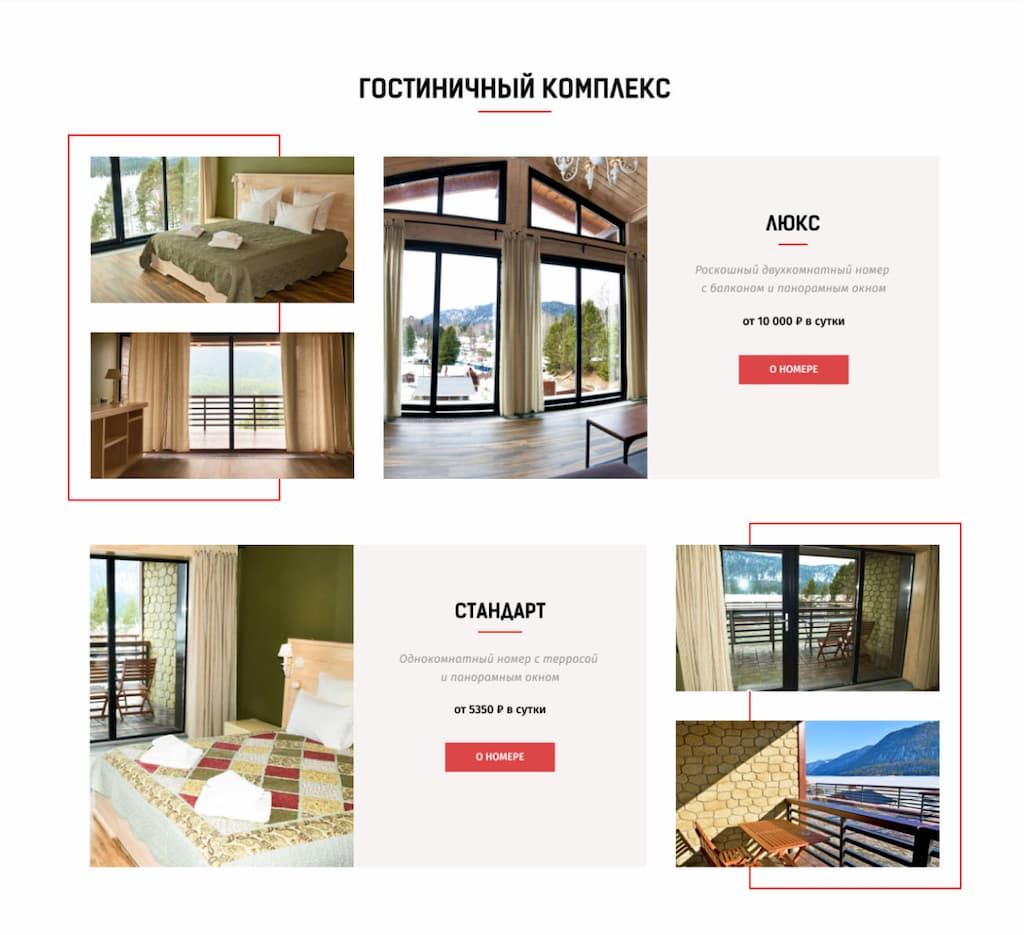 ГОСТИНИЧНЫЙ КОМПЛЕКС
ЛЮКС
Роскошный двухкомнатный номер
с балконом и панорамным окном
от 10 000 ₽ в сутки
О НОМЕРЕ
СТАНДАРТ
Однокомнатный номер с террасой
и панорамным окном
от 5350 ₽ в сутки
О НОМЕРЕ